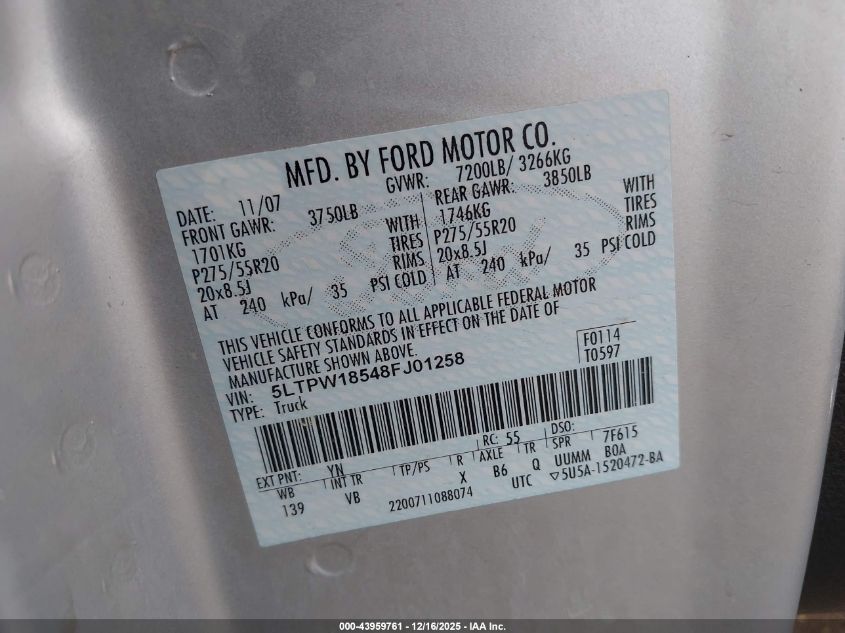 MFD. BY FORD MOTOR CO.
DATE: 11/07 GVWR: 7200LB/ 3266KG
FRONT GAWR: 3750LB REAR GAWR: 3850LB
1701KG WITH 1746KG WITH
P275/55R20 TIRES P275/55R20 TIRES
20x8.5J RIMS 20x8.5J RIMS
AT 240 kPa/ 35 PSI COLD AT 240 kPa/ 35 PSI COLD
THIS VEHICLE CONFORMS TO ALL APPLICABLE FEDERAL MOTOR
VEHICLE SAFETY STANDARDS IN EFFECT ON THE DATE OF
MANUFACTURE SHOWN ABOVE.
F0114
VIN: 5LTPW18548FJ01258 T0597
TYPE: Truck
EXT PNT: YN RC: 55 DSO:
WB INT TR TP/PS R AXLE TR SPR 7F615
139 VB X B6 Q UUMM BOA
2200711088074 UTC ▽5U5A-1520472-BA
000-43959761 - 12/16/2025 - IAA Inc.